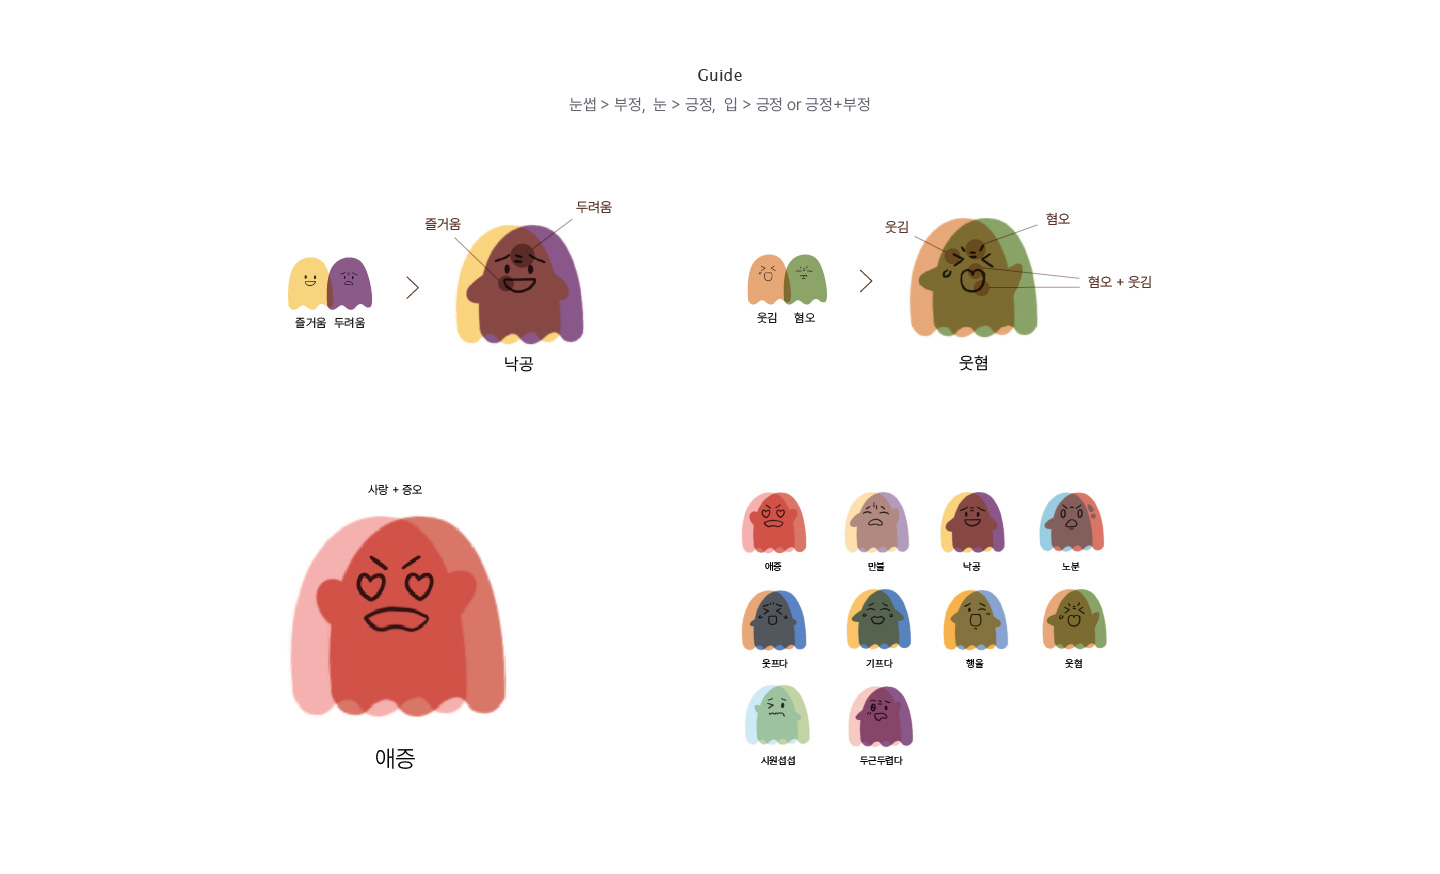 Guide
눈썹 > 부정, 눈 > 긍정, 입 > 긍정 or 긍정+부정
즐거움
두려움
즐거움 두려움
낙공
웃김
혐오
혐오 + 웃김
웃김 혐오
웃혐
사랑 + 증오
애증
애증 만불 낙공 노분
웃프다 기프다 행울 웃혐
시원섭섭 두근두렵다